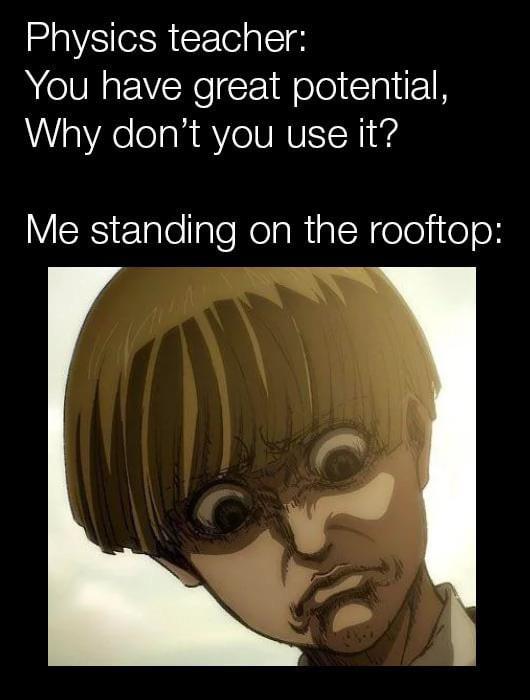 Physics teacher:
You have great potential,
Why don't you use it?
Me standing on the rooftop: